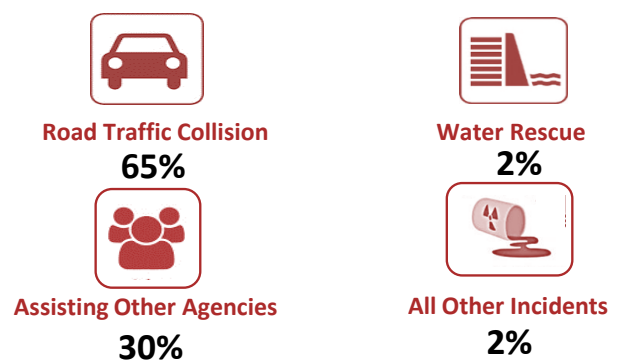 Road Traffic Collision
65%
Water Rescue
2%
Assisting Other Agencies
30%
All Other Incidents
2%